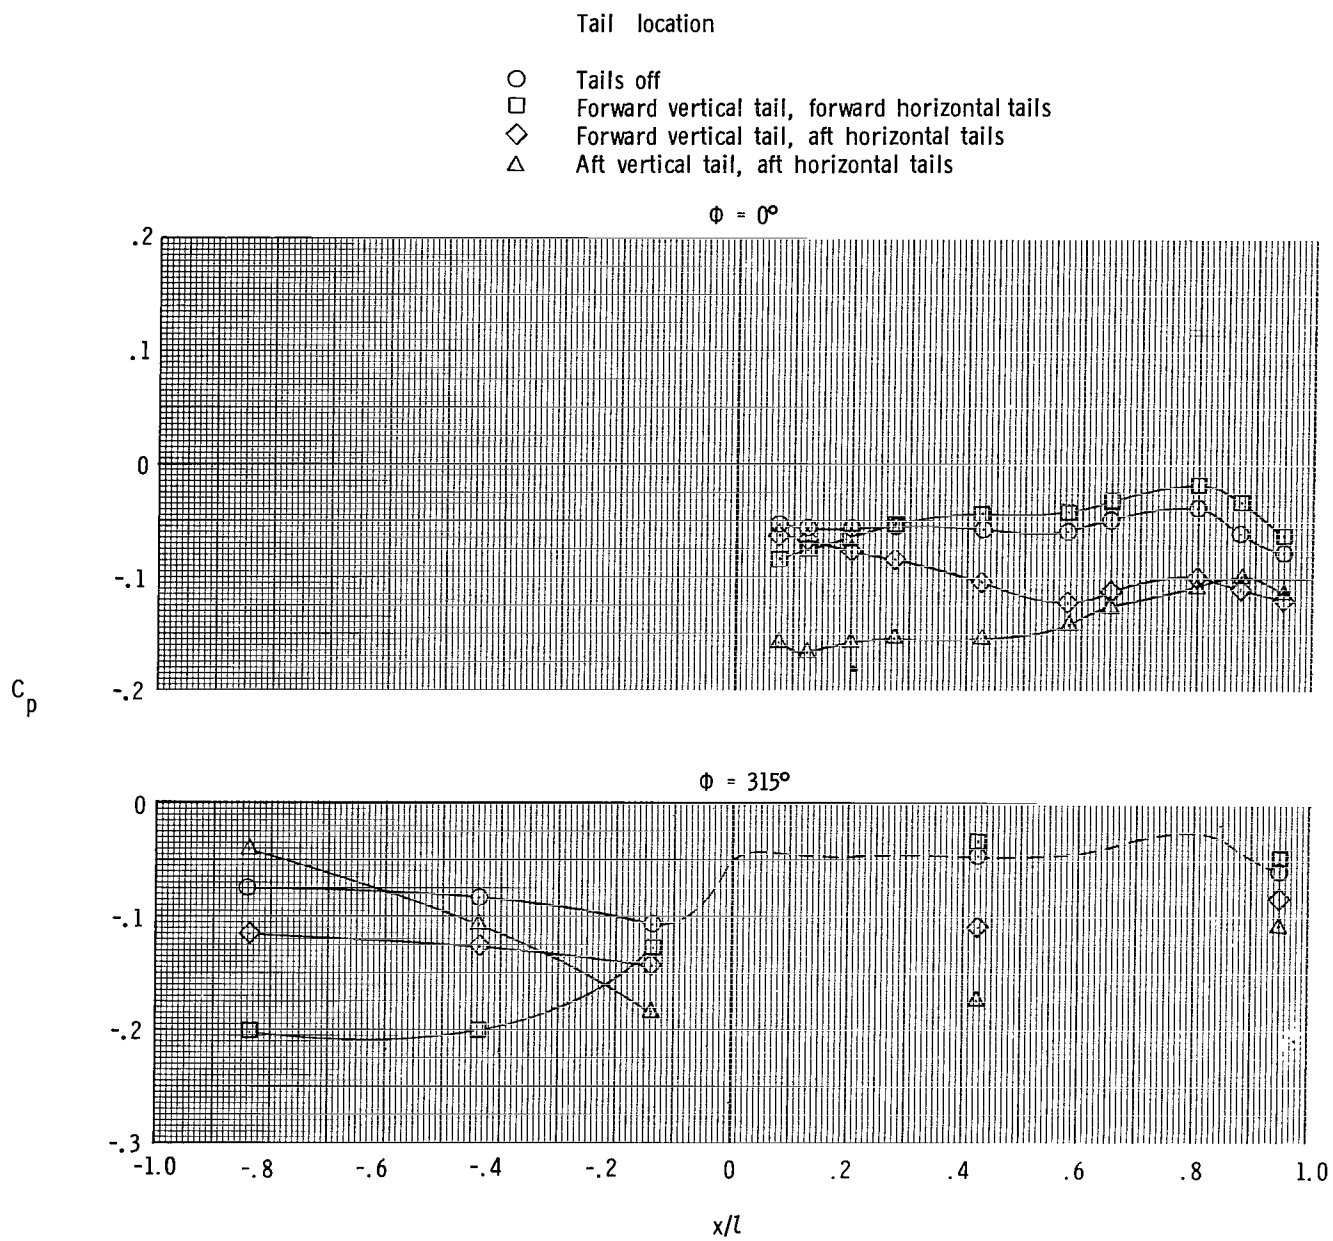 Tail location
Tails off
Forward vertical tail, forward horizontal tails
Forward vertical tail, aft horizontal tails
Aft vertical tail, aft horizontal tails
Φ = 0°
.2
.1
0
-.1
-.2
C_p
Φ = 315°
0
-.1
-.2
-.3
-1.0 -.8 -.6 -.4 -.2 0 .2 .4 .6 .8 1.0
x/l